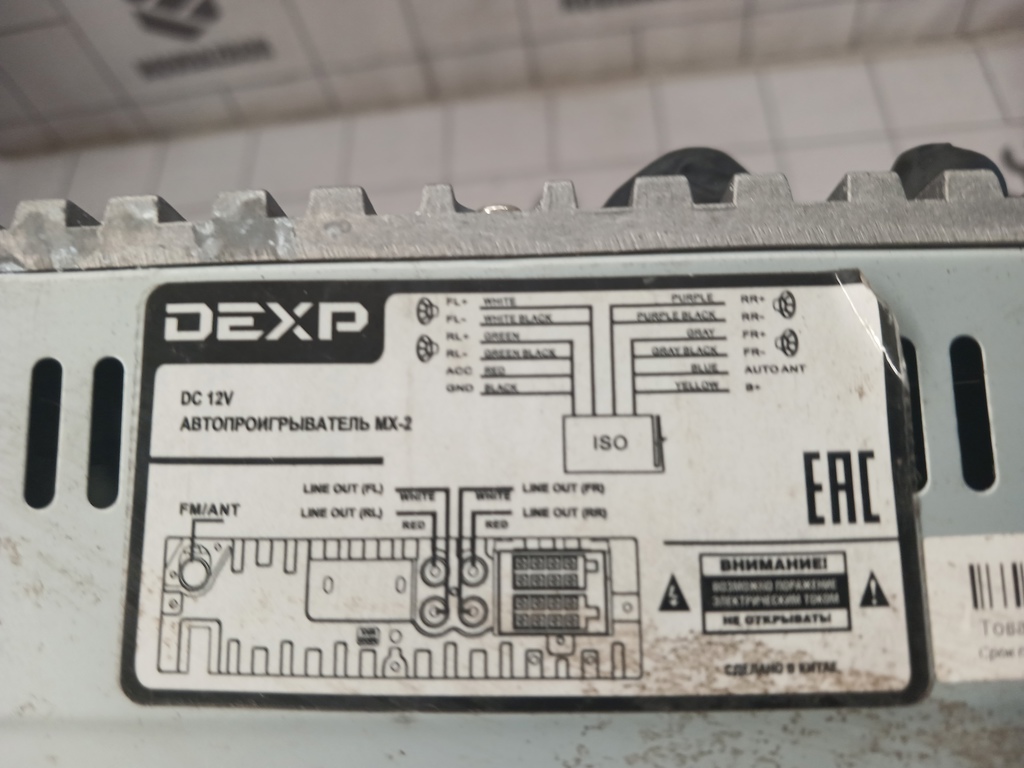 DEXP
DC 12V
АВТОПРОИГРЫВАТЕЛЬ MX-2
FL+ WHITE
FL- WHITE BLACK
RL+ GREEN
RL- GREEN BLACK
ACC RED
GND BLACK
PURPLE RR+
PURPLE BLACK RR-
GRAY FR+
GRAY BLACK FR-
BLUE AUTO ANT
YELLOW B+
ISO
EAC
FM/ANT
LINE OUT (FL) WHITE WHITE LINE OUT (FR)
LINE OUT (RL) RED RED LINE OUT (RR)
ВНИМАНИЕ!
ВОЗМОЖНО ПОРАЖЕНИЕ
ЭЛЕКТРИЧЕСКИМ ТОКОМ
НЕ ОТКРЫВАТЬ!
СДЕЛАНО В КИТАЕ
Това
Срок